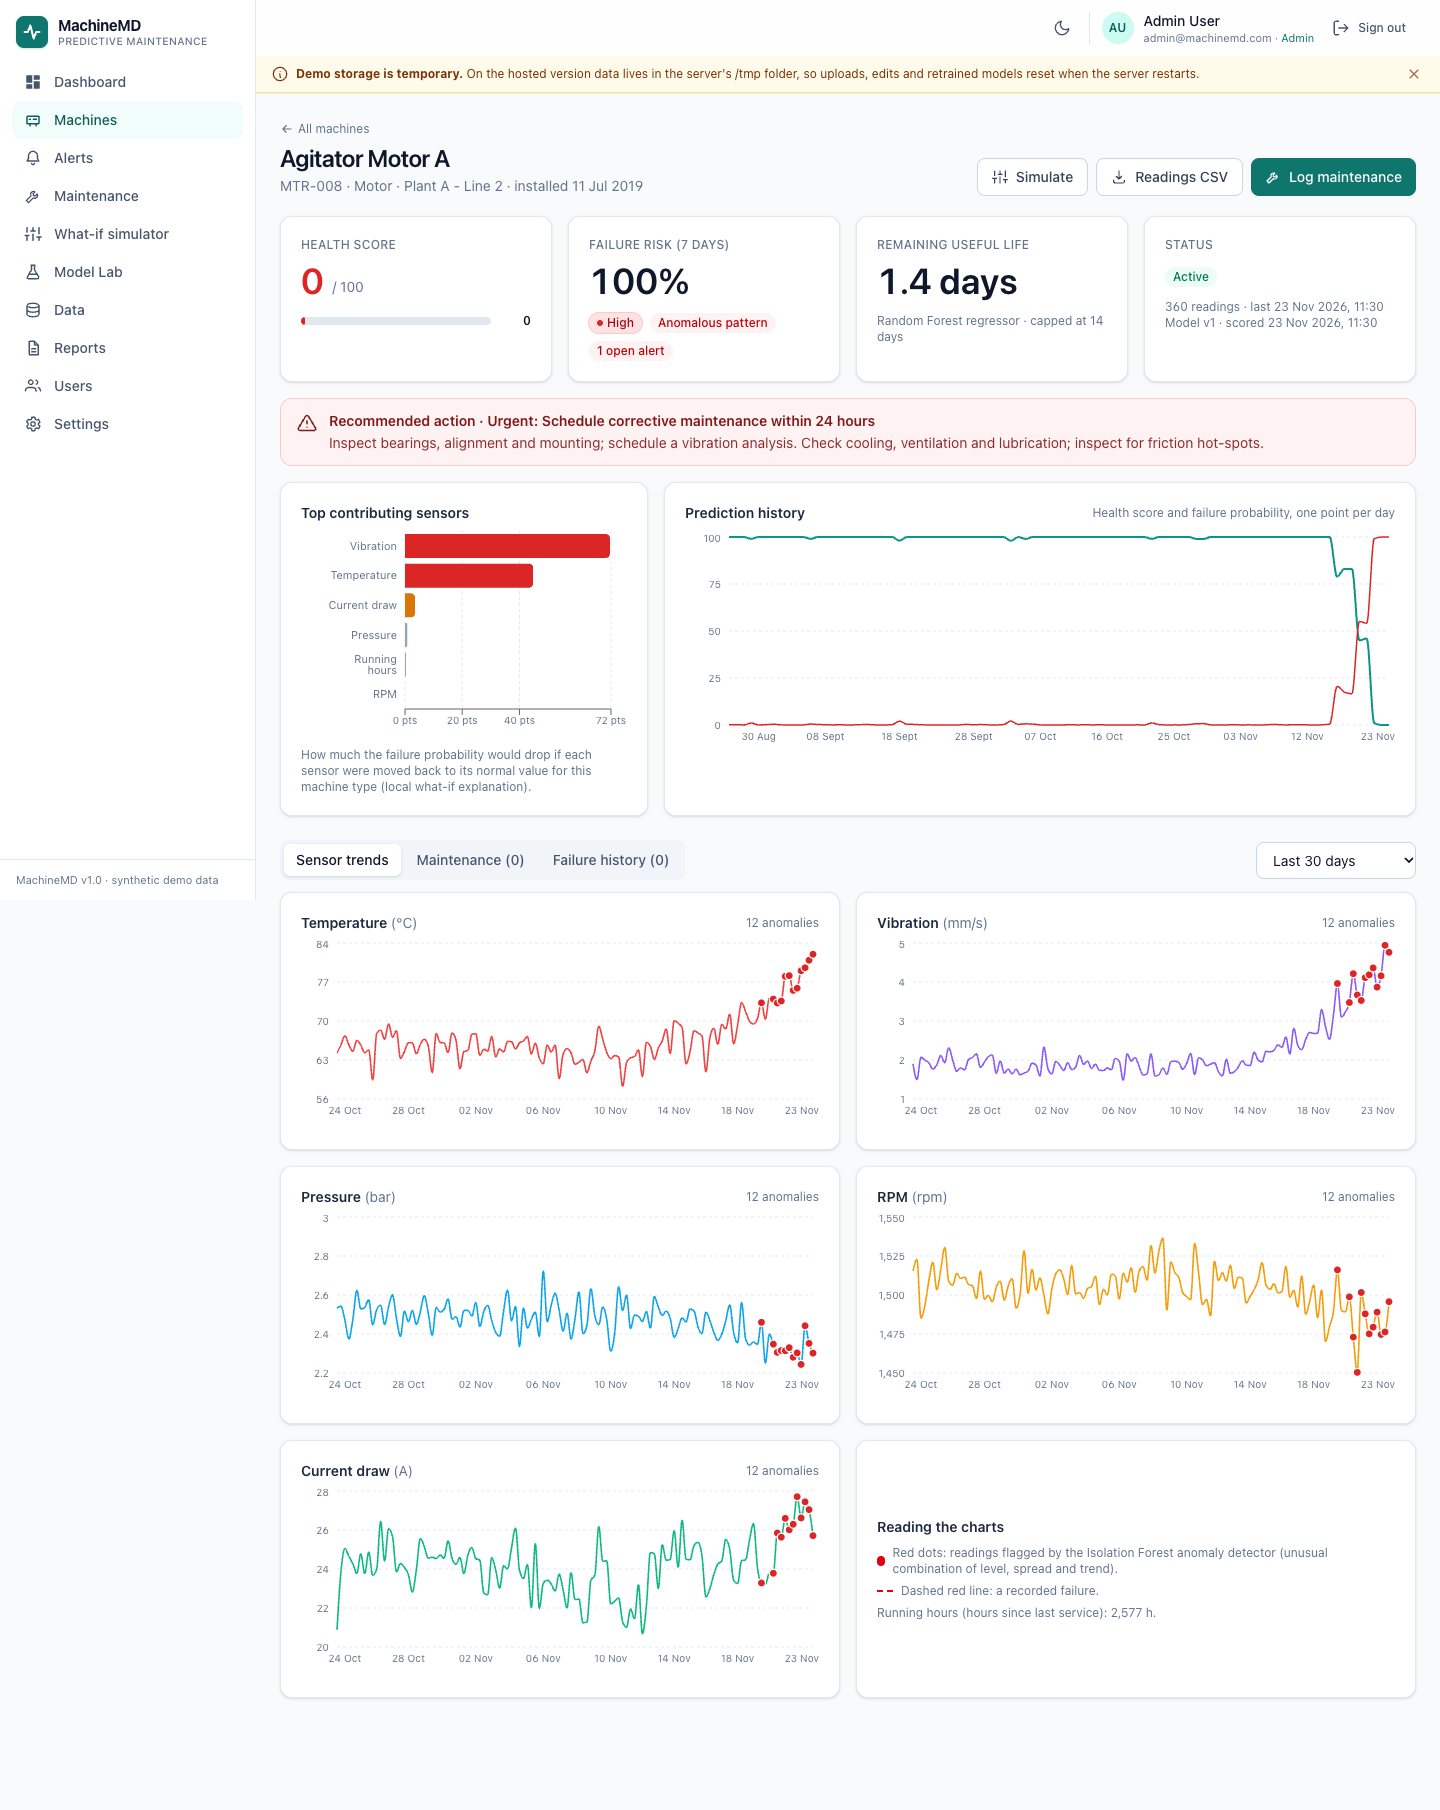 MachineMD
PREDICTIVE MAINTENANCE
Dashboard
Machines
Alerts
Maintenance
What-if simulator
Model Lab
Data
Reports
Users
Settings
MachineMD v1.0 · synthetic demo data
AU
Admin User
admin@machinemd.com · Admin
Sign out
Demo storage is temporary. On the hosted version data lives in the server's /tmp folder, so uploads, edits and retrained models reset when the server restarts.
← All machines
Agitator Motor A
MTR-008 · Motor · Plant A - Line 2 · installed 11 Jul 2019
Simulate
Readings CSV
Log maintenance
HEALTH SCORE
0 / 100
0
FAILURE RISK (7 DAYS)
100%
High
Anomalous pattern
1 open alert
REMAINING USEFUL LIFE
1.4 days
Random Forest regressor · capped at 14
days
STATUS
Active
360 readings · last 23 Nov 2026, 11:30
Model v1 · scored 23 Nov 2026, 11:30
Recommended action · Urgent: Schedule corrective maintenance within 24 hours
Inspect bearings, alignment and mounting; schedule a vibration analysis. Check cooling, ventilation and lubrication; inspect for friction hot-spots.
Top contributing sensors
Vibration
Temperature
Current draw
Pressure
Running
hours
RPM
0 pts 20 pts 40 pts 72 pts
How much the failure probability would drop if each
sensor were moved back to its normal value for this
machine type (local what-if explanation).
Prediction history
Health score and failure probability, one point per day
100
75
50
25
0
30 Aug 08 Sept 18 Sept 28 Sept 07 Oct 16 Oct 25 Oct 03 Nov 12 Nov 23 Nov
Sensor trends
Maintenance (0)
Failure history (0)
Last 30 days
Temperature (°C)
12 anomalies
84
77
70
63
56
24 Oct 28 Oct 02 Nov 06 Nov 10 Nov 14 Nov 18 Nov 23 Nov
Vibration (mm/s)
12 anomalies
5
4
3
2
1
24 Oct 28 Oct 02 Nov 06 Nov 10 Nov 14 Nov 18 Nov 23 Nov
Pressure (bar)
12 anomalies
3
2.8
2.6
2.4
2.2
24 Oct 28 Oct 02 Nov 06 Nov 10 Nov 14 Nov 18 Nov 23 Nov
RPM (rpm)
12 anomalies
1,550
1,525
1,500
1,475
1,450
24 Oct 28 Oct 02 Nov 06 Nov 10 Nov 14 Nov 18 Nov 23 Nov
Current draw (A)
12 anomalies
28
26
24
22
20
24 Oct 28 Oct 02 Nov 06 Nov 10 Nov 14 Nov 18 Nov 23 Nov
Reading the charts
Red dots: readings flagged by the Isolation Forest anomaly detector (unusual
combination of level, spread and trend).
Dashed red line: a recorded failure.
Running hours (hours since last service): 2,577 h.